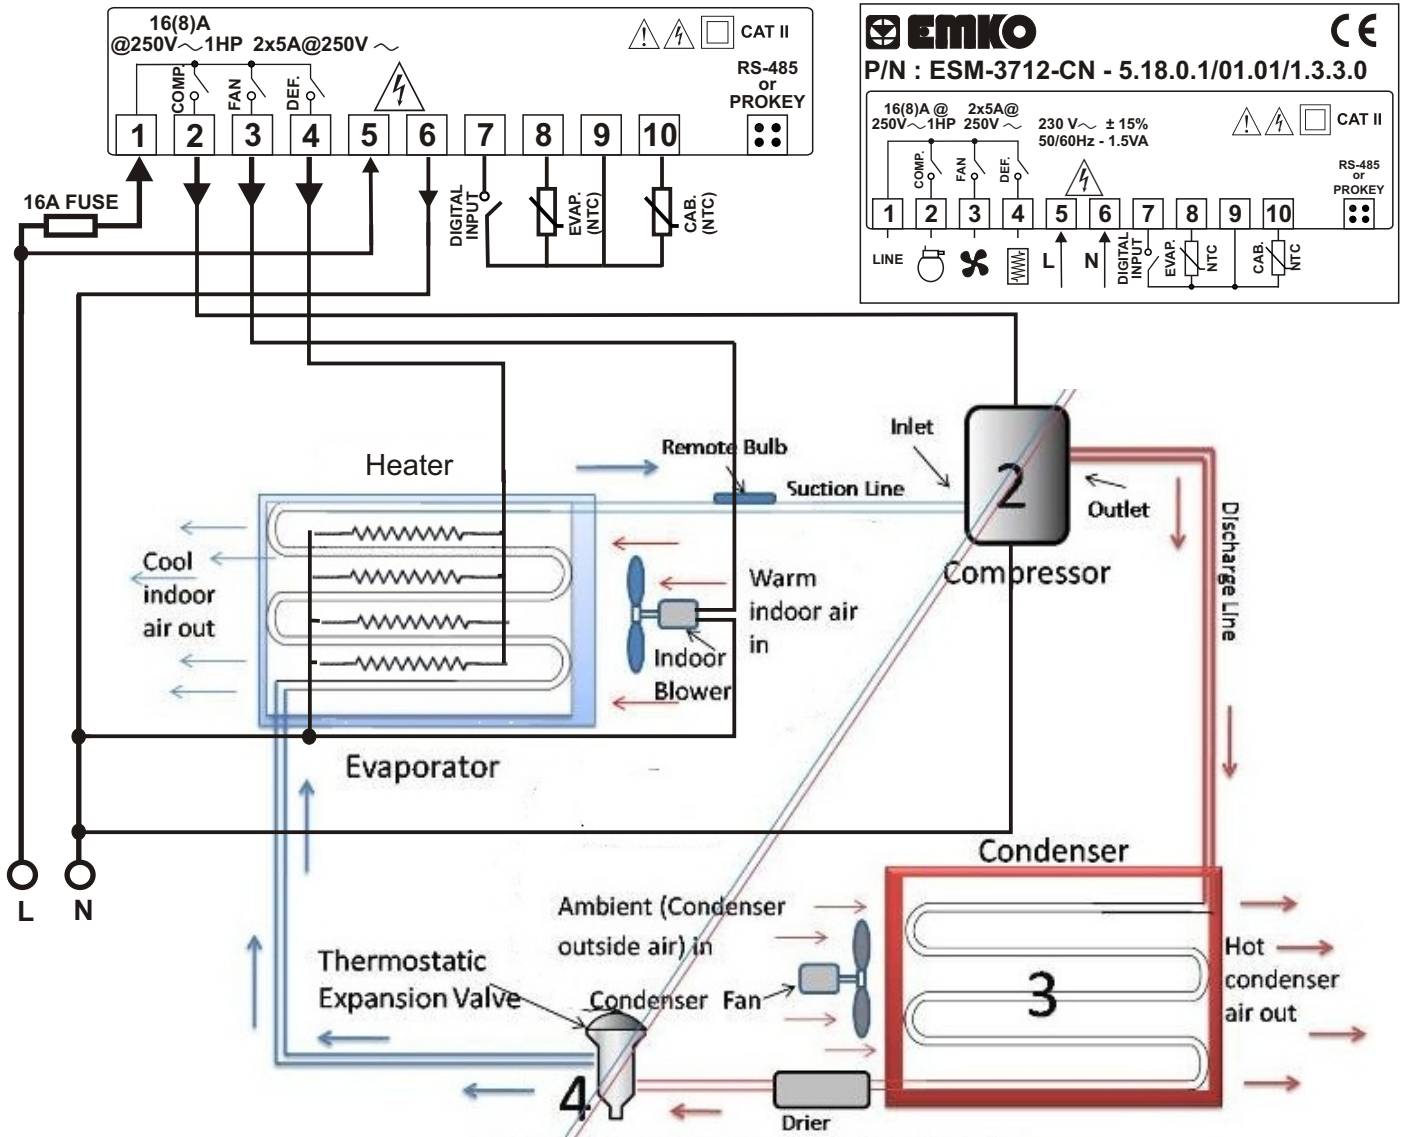 16(8)A
@250V~1HP 2x5A@250V ~
CAT II
RS-485
or
PROKEY
COMP.
FAN
DEF.
1 2 3 4 5 6 7 8 9 10
16A FUSE
DIGITAL
INPUT
EVAP.
(NTC)
CAB.
(NTC)
EMKO
CE
P/N : ESM-3712-CN - 5.18.0.1/01.01/1.3.3.0
16(8)A @
250V~1HP
2x5A@
250V ~
230 V~ ± 15%
50/60Hz - 1.5VA
CAT II
RS-485
or
PROKEY
COMP.
FAN
DEF.
1 2 3 4 5 6 7 8 9 10
LINE
L
N
DIGITAL
INPUT
EVAP.
NTC
CAB.
NTC
Heater
Remote Bulb
Suction Line
Inlet
2
Outlet
Compressor
Discharge Line
Cool
indoor
air out
Warm
indoor air
in
Indoor
Blower
Evaporator
L
N
Condenser
Ambient (Condenser
outside air) in
Thermostatic
Expansion Valve
Condenser Fan
3
Hot
condenser
air out
4
Drier